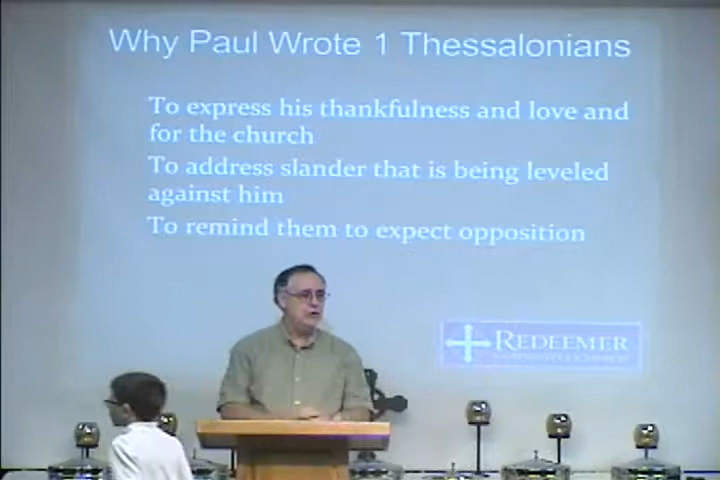 Why Paul Wrote 1 Thessalonians
To express his thankfulness and love and
for the church
To address slander that is being leveled
against him
To remind them to expect opposition
REDEEMER